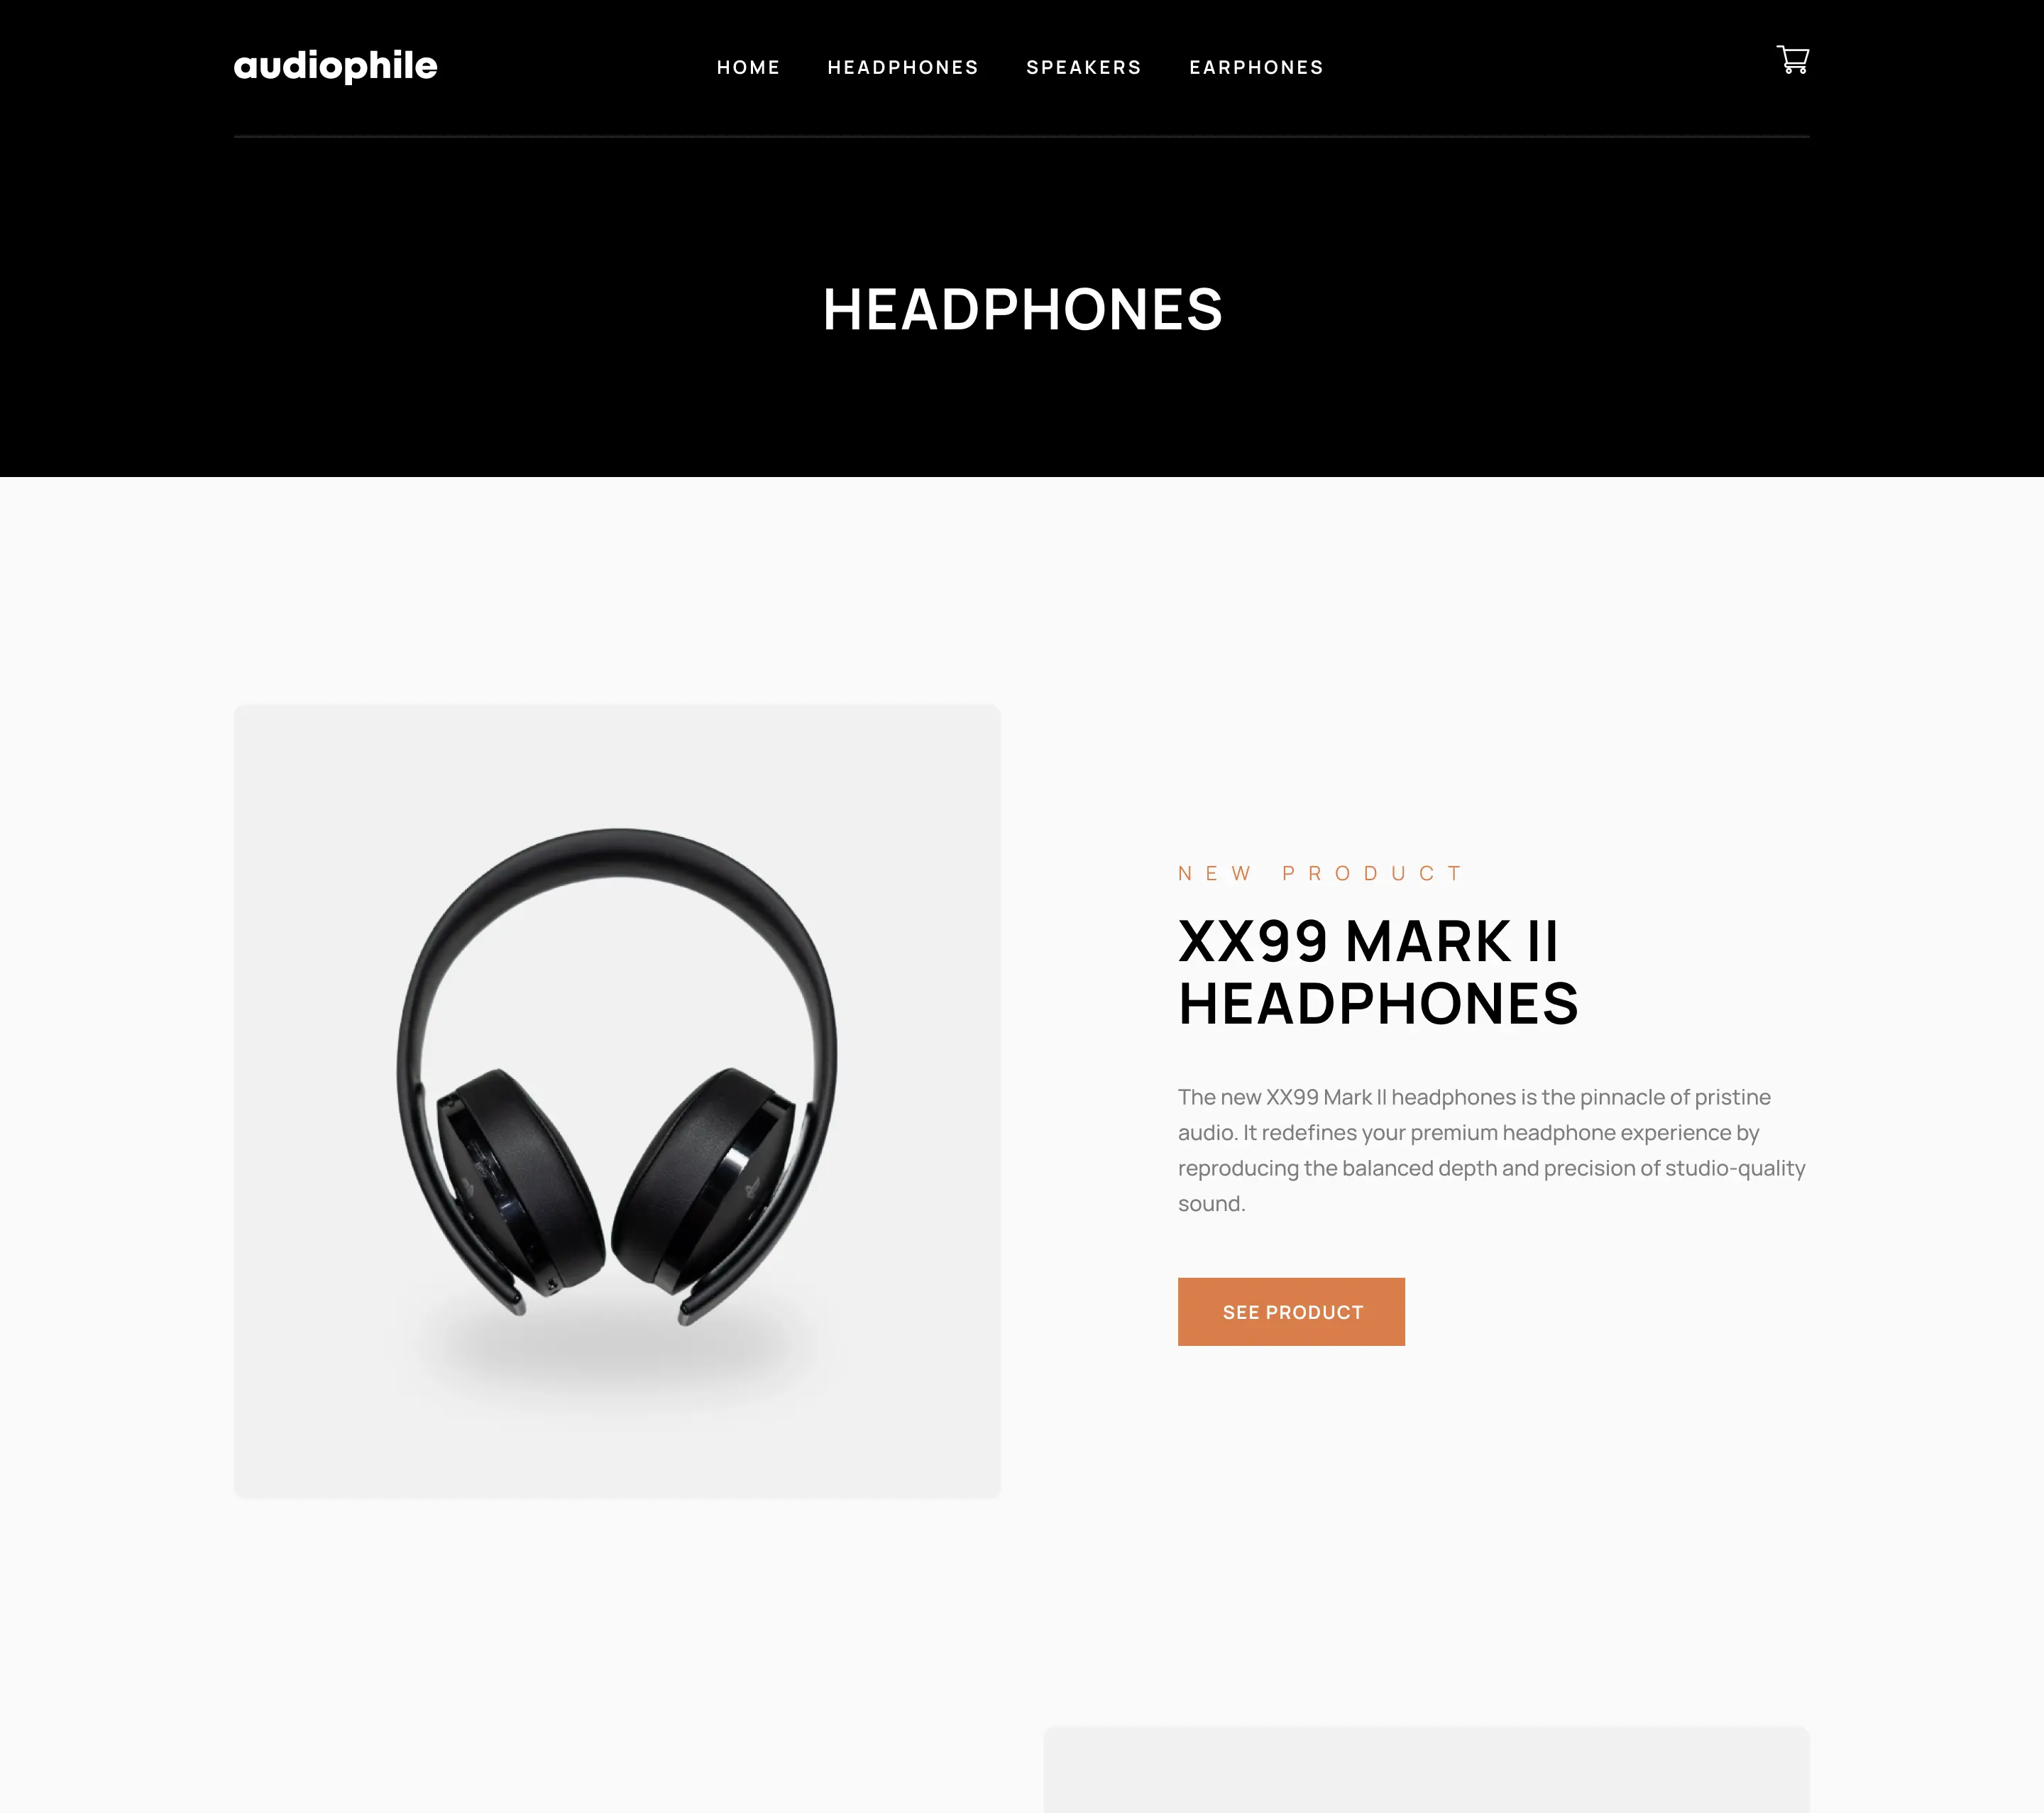 audiophile
HOME HEADPHONES SPEAKERS EARPHONES
HEADPHONES
NEW PRODUCT
XX99 MARK II
HEADPHONES
The new XX99 Mark II headphones is the pinnacle of pristine
audio. It redefines your premium headphone experience by
reproducing the balanced depth and precision of studio-quality
sound.
SEE PRODUCT